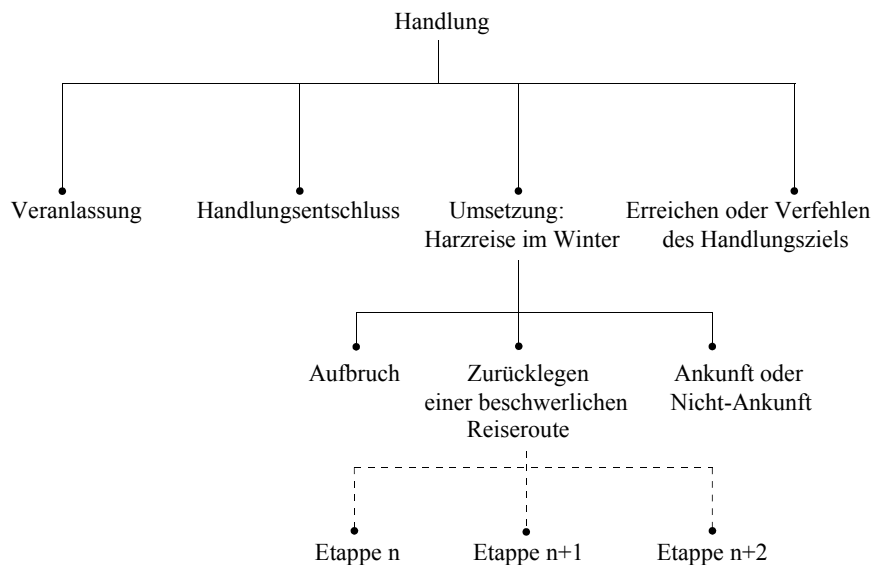 Handlung
Veranlassung
Handlungsentschluss
Umsetzung:
Harzreise im Winter
Erreichen oder Verfehlen
des Handlungsziels
Aufbruch
Zurücklegen
einer beschwerlichen
Reiseroute
Ankunft oder
Nicht-Ankunft
Etappe n
Etappe n+1
Etappe n+2